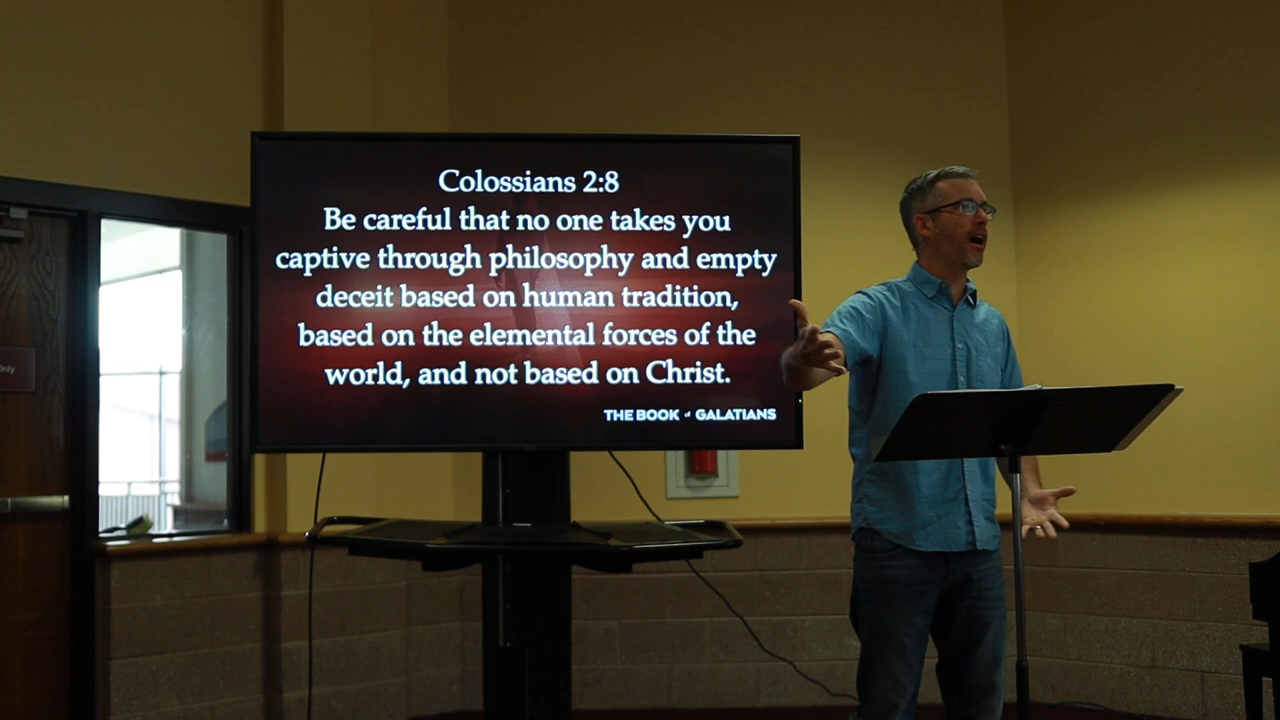 Colossians 2:8
Be careful that no one takes you
captive through philosophy and empty
deceit based on human tradition,
based on the elemental forces of the
world, and not based on Christ.
THE BOOK of GALATIANS
nly